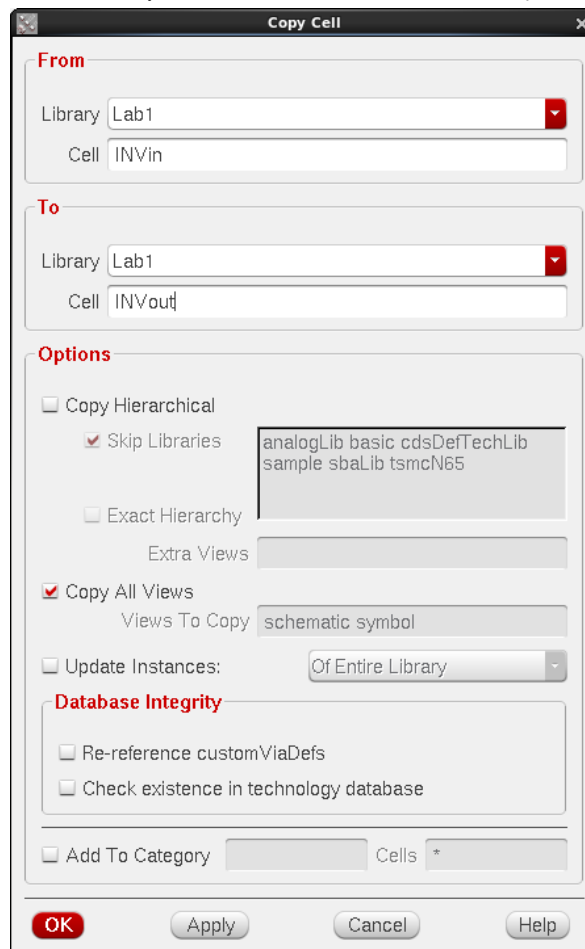 Copy Cell
From
Library Lab1
Cell INVin
To
Library Lab1
Cell INVout
Options
Copy Hierarchical
Skip Libraries analogLib basic cdsDefTechLib
sample sbaLib tsmcN65
Exact Hierarchy
Extra Views
Copy All Views
Views To Copy schematic symbol
Update Instances: Of Entire Library
Database Integrity
Re-reference customViaDefs
Check existence in technology database
Add To Category Cells *
OK Apply Cancel Help